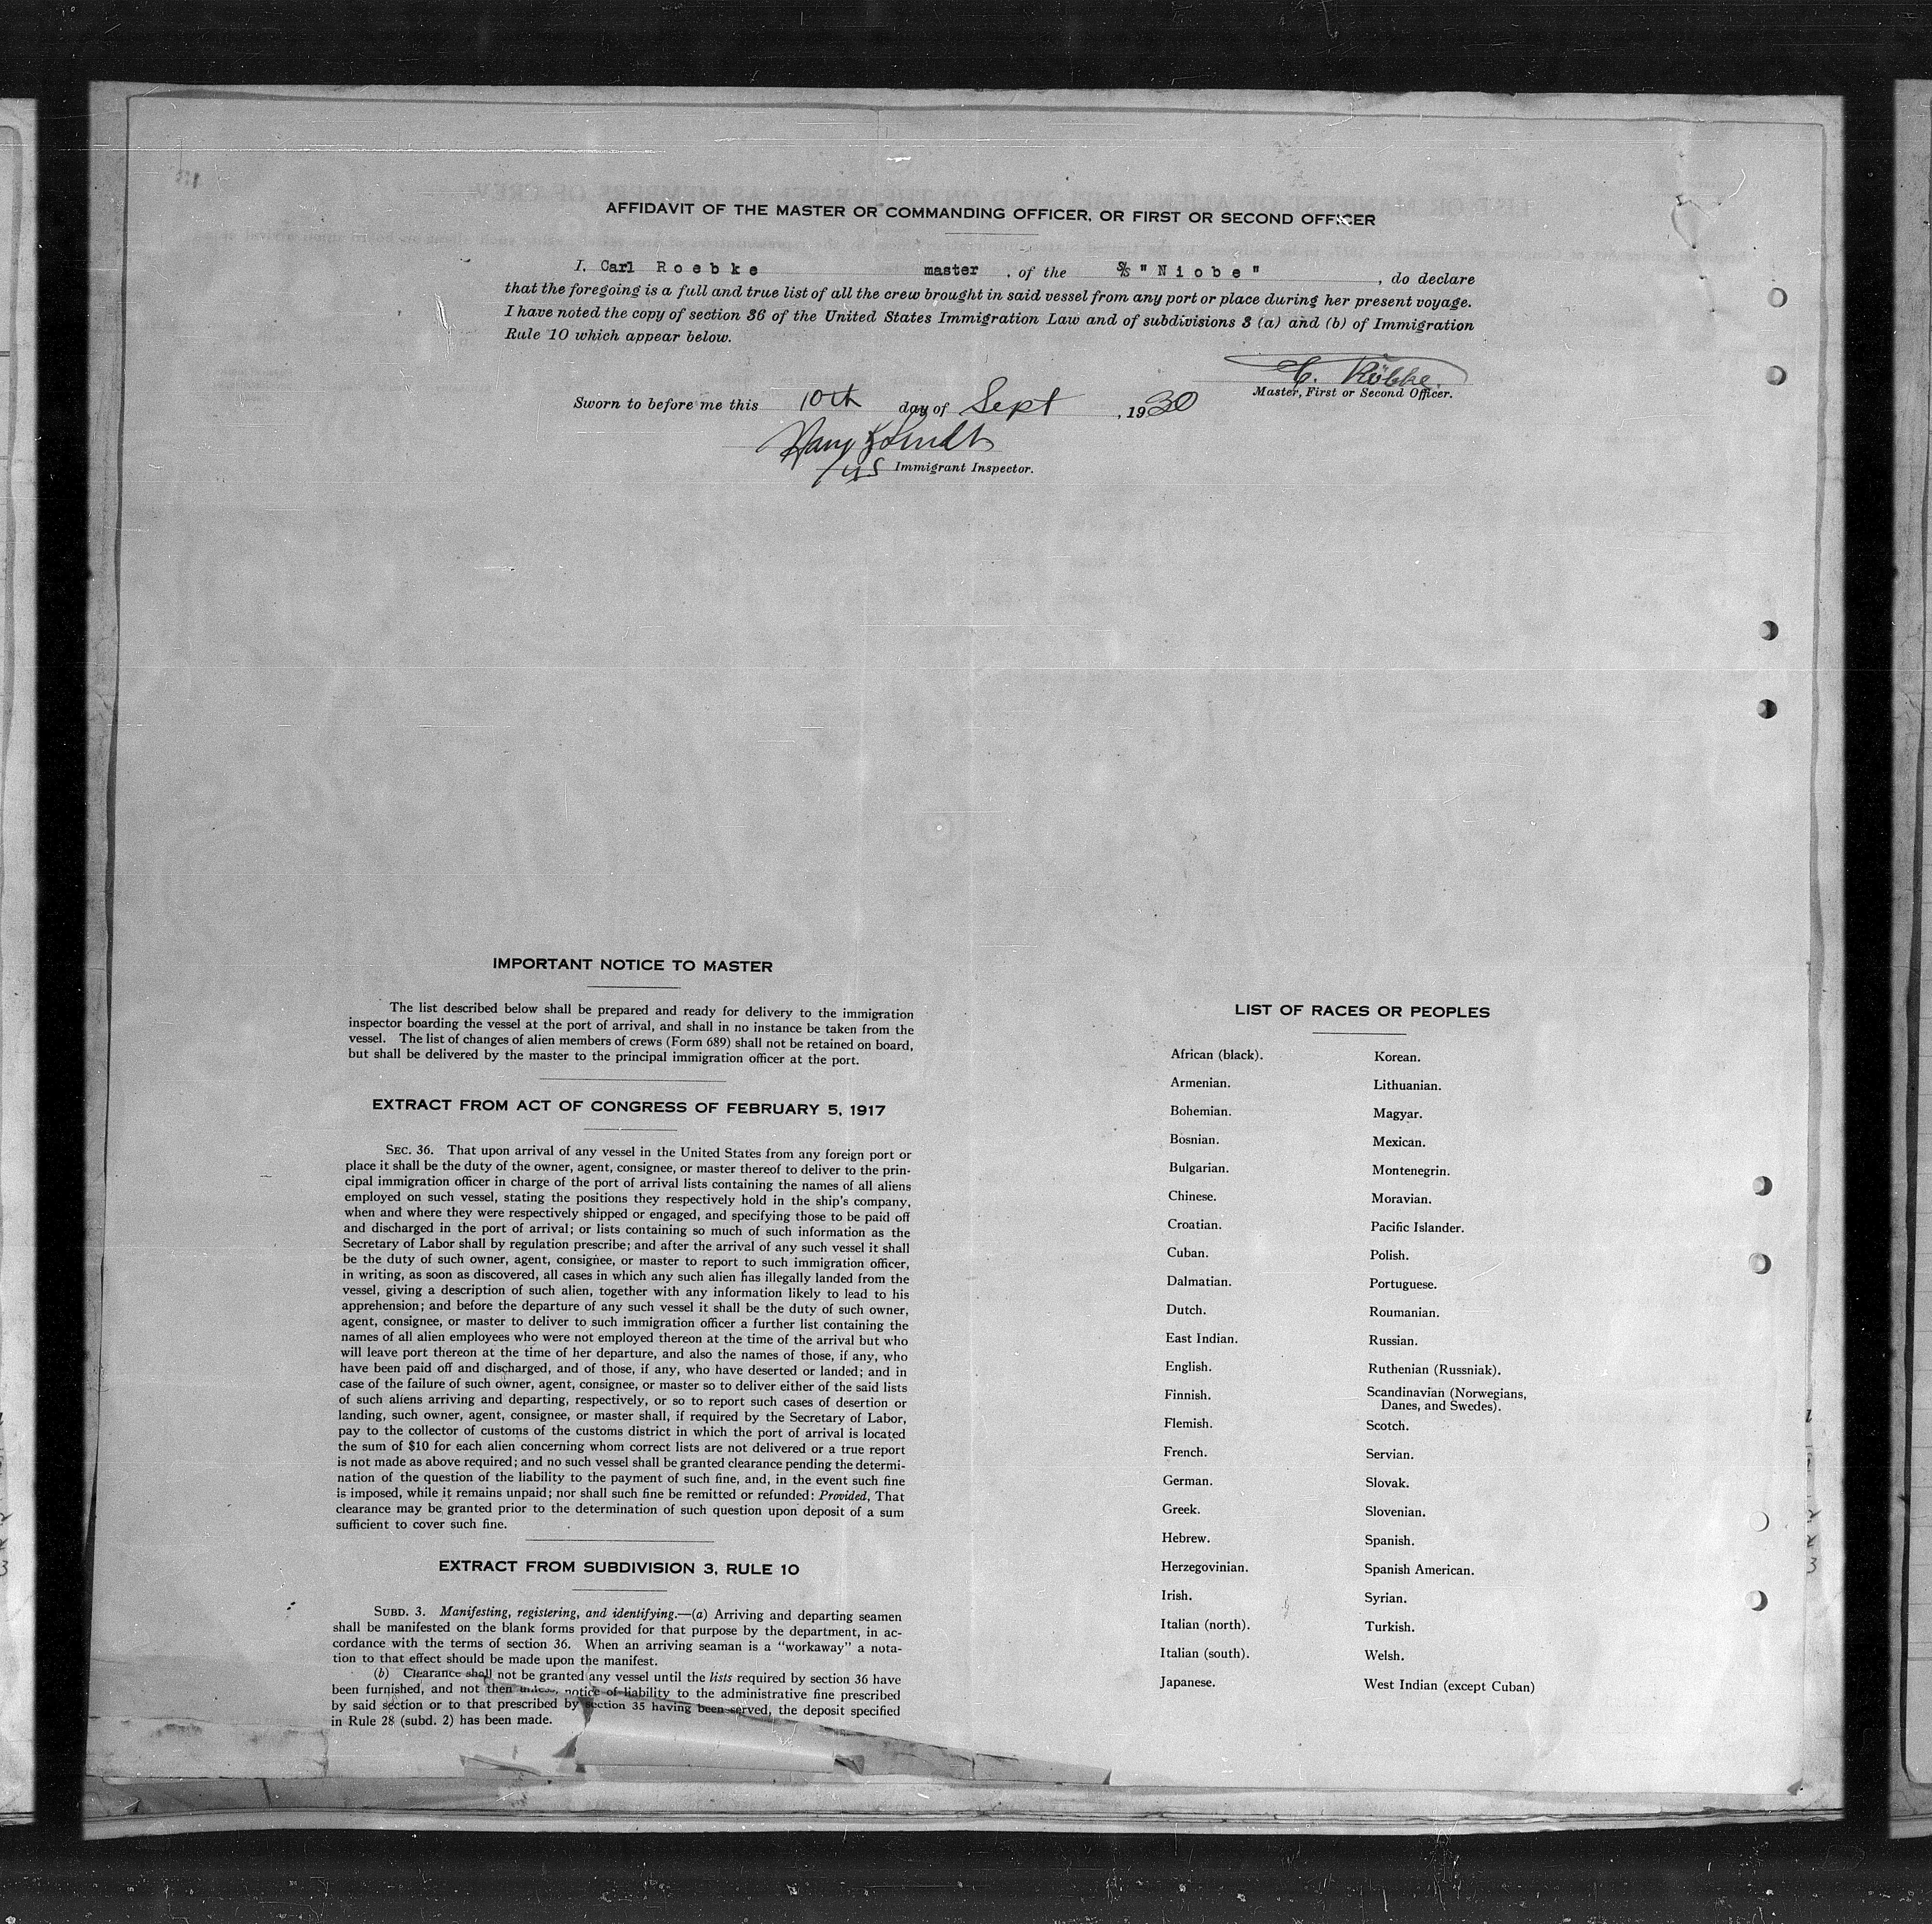 AFFIDAVIT OF THE MASTER OR COMMANDING OFFICER, OR FIRST OR SECOND OFFICER
I, Carl Roebke master, of the S/S "Niobe", do declare
that the foregoing is a full and true list of all the crew brought in said vessel from any port or place during her present voyage.
I have noted the copy of section 36 of the United States Immigration Law and of subdivisions 3 (a) and (b) of Immigration
Rule 10 which appear below.
C. Röbke.
Master, First or Second Officer.
Sworn to before me this 10th day of Sept, 1930
US Immigrant Inspector.
IMPORTANT NOTICE TO MASTER
The list described below shall be prepared and ready for delivery to the immigration
inspector boarding the vessel at the port of arrival, and shall in no instance be taken from the
vessel. The list of changes of alien members of crews (Form 689) shall not be retained on board,
but shall be delivered by the master to the principal immigration officer at the port.
EXTRACT FROM ACT OF CONGRESS OF FEBRUARY 5, 1917
SEC. 36. That upon arrival of any vessel in the United States from any foreign port or
place it shall be the duty of the owner, agent, consignee, or master thereof to deliver to the prin-
cipal immigration officer in charge of the port of arrival lists containing the names of all aliens
employed on such vessel, stating the positions they respectively hold in the ship's company,
when and where they were respectively shipped or engaged, and specifying those to be paid off
and discharged in the port of arrival; or lists containing so much of such information as the
Secretary of Labor shall by regulation prescribe; and after the arrival of any such vessel it shall
be the duty of such owner, agent, consignee, or master to report to such immigration officer,
in writing, as soon as discovered, all cases in which any such alien has illegally landed from the
vessel, giving a description of such alien, together with any information likely to lead to his
apprehension; and before the departure of any such vessel it shall be the duty of such owner,
agent, consignee, or master to deliver to such immigration officer a further list containing the
names of all alien employees who were not employed thereon at the time of the arrival but who
will leave port thereon at the time of her departure, and also the names of those, if any, who
have been paid off and discharged, and of those, if any, who have deserted or landed; and in
case of the failure of such owner, agent, consignee, or master so to deliver either of the said lists
of such aliens arriving and departing, respectively, or so to report such cases of desertion or
landing, such owner, agent, consignee, or master shall, if required by the Secretary of Labor,
pay to the collector of customs of the customs district in which the port of arrival is located
the sum of $10 for each alien concerning whom correct lists are not delivered or a true report
is not made as above required; and no such vessel shall be granted clearance pending the determi-
nation of the question of the liability to the payment of such fine, and, in the event such fine
is imposed, while it remains unpaid; nor shall such fine be remitted or refunded: Provided, That
clearance may be granted prior to the determination of such question upon deposit of a sum
sufficient to cover such fine.
EXTRACT FROM SUBDIVISION 3, RULE 10
SUBD. 3. Manifesting, registering, and identifying.—(a) Arriving and departing seamen
shall be manifested on the blank forms provided for that purpose by the department, in ac-
cordance with the terms of section 36. When an arriving seaman is a "workaway" a nota-
tion to that effect should be made upon the manifest.
(b) Clearance shall not be granted any vessel until the lists required by section 36 have
been furnished, and not then unless, notice of liability to the administrative fine prescribed
by said section or to that prescribed by section 35 having been served, the deposit specified
in Rule 28 (subd. 2) has been made.
LIST OF RACES OR PEOPLES
African (black).
Armenian.
Bohemian.
Bosnian.
Bulgarian.
Chinese.
Croatian.
Cuban.
Dalmatian.
Dutch.
East Indian.
English.
Finnish.
Flemish.
French.
German.
Greek.
Hebrew.
Herzegovinian.
Irish.
Italian (north).
Italian (south).
Japanese.
Korean.
Lithuanian.
Magyar.
Mexican.
Montenegrin.
Moravian.
Pacific Islander.
Polish.
Portuguese.
Roumanian.
Russian.
Ruthenian (Russniak).
Scandinavian (Norwegians,
Danes, and Swedes).
Scotch.
Servian.
Slovak.
Slovenian.
Spanish.
Spanish American.
Syrian.
Turkish.
Welsh.
West Indian (except Cuban)